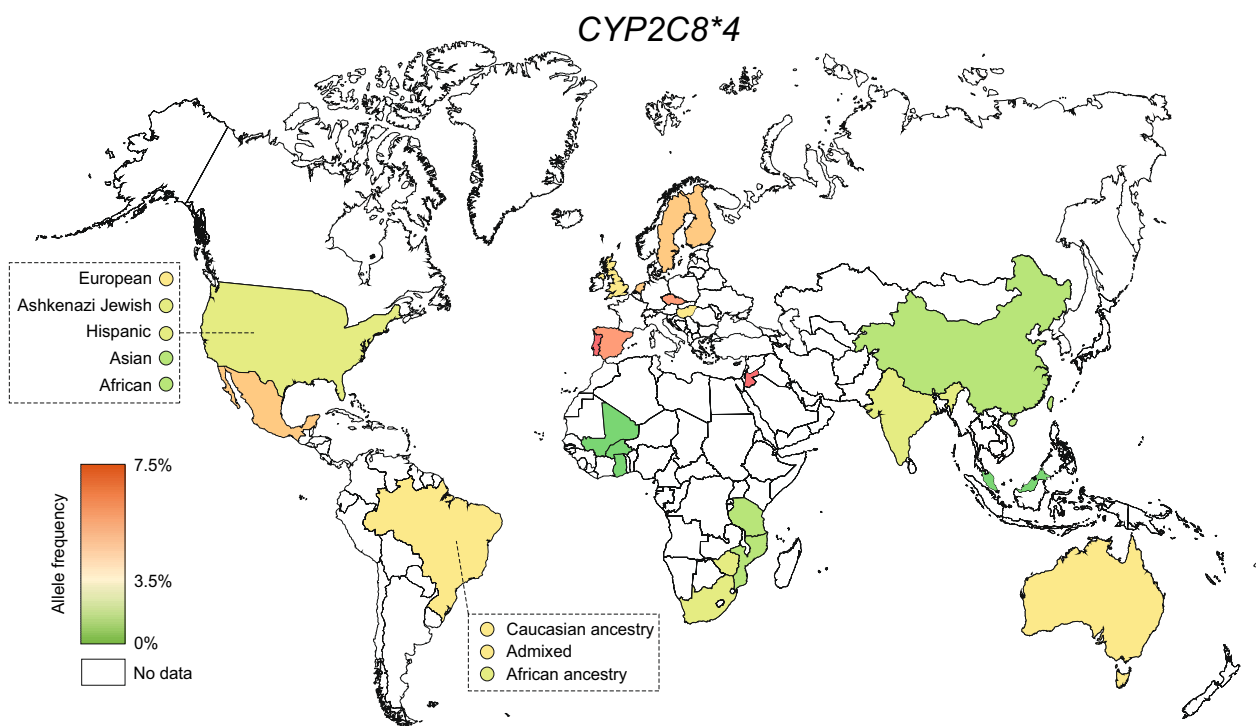 CYP2C8*4
European
Ashkenazi Jewish
Hispanic
Asian
African
Allele frequency
7.5%
3.5%
0%
No data
Caucasian ancestry
Admixed
African ancestry